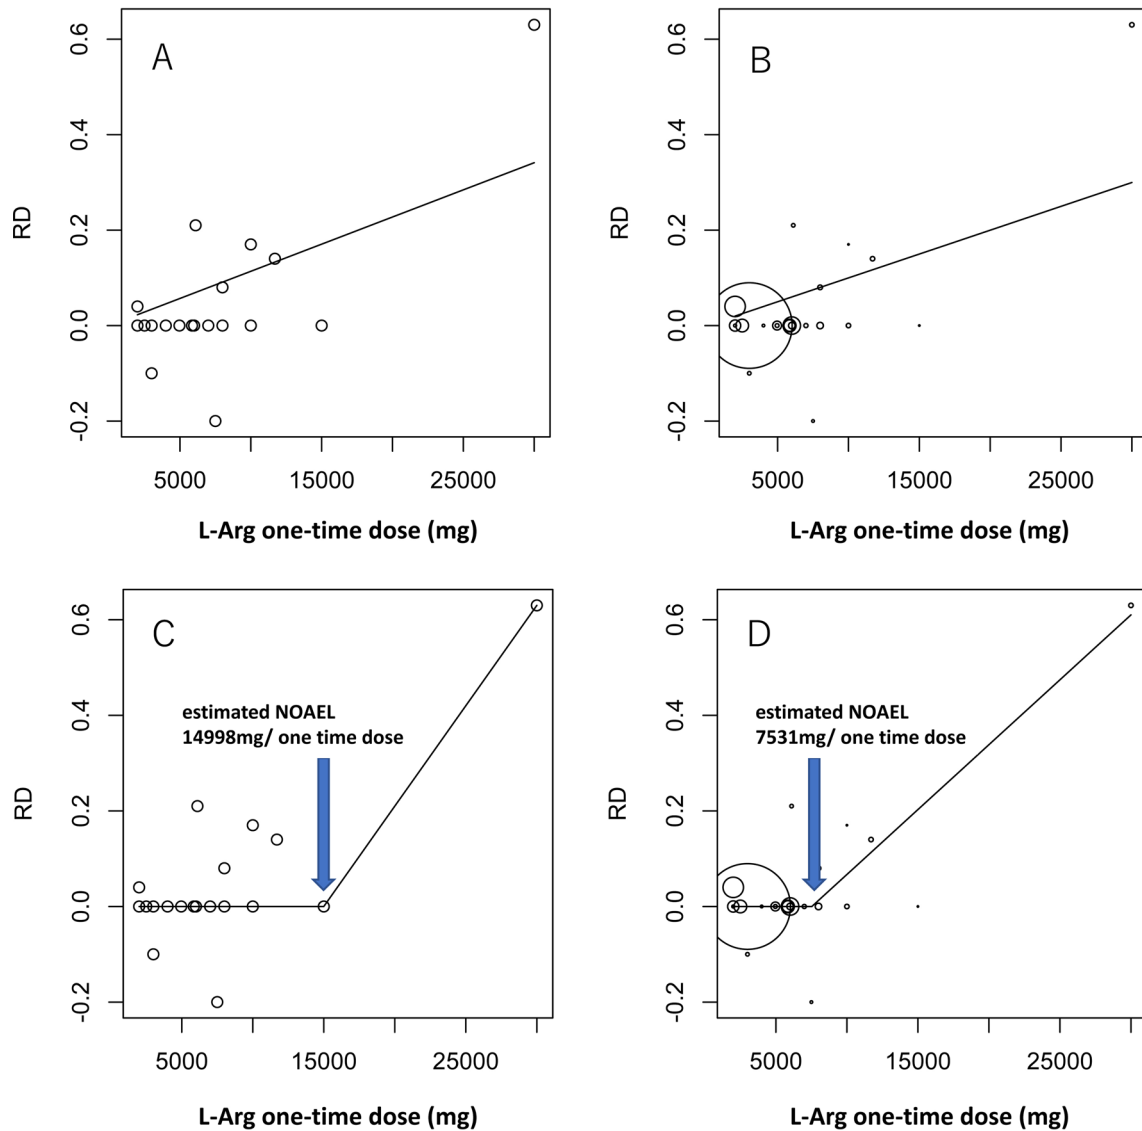 A
0.6
0.4
0.2
0.0
-0.2
RD
5000 15000 25000
L-Arg one-time dose (mg)
B
0.6
0.4
0.2
0.0
-0.2
RD
5000 15000 25000
L-Arg one-time dose (mg)
C
estimated NOAEL
14998mg/ one time dose
0.6
0.4
0.2
0.0
-0.2
RD
5000 15000 25000
L-Arg one-time dose (mg)
D
estimated NOAEL
7531mg/ one time dose
0.6
0.4
0.2
0.0
-0.2
RD
5000 15000 25000
L-Arg one-time dose (mg)